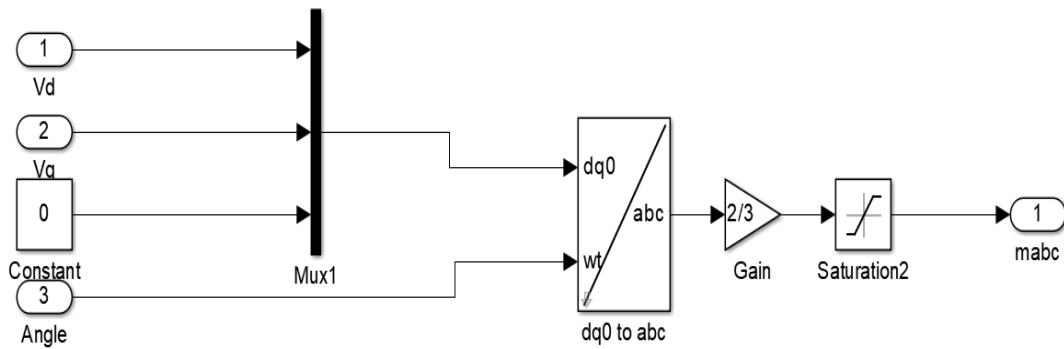 1
Vd
2
Vq
0
Constant
3
Angle
Mux1
dq0
abc
wt
dq0 to abc
2/3
Gain
Saturation2
1
mabc